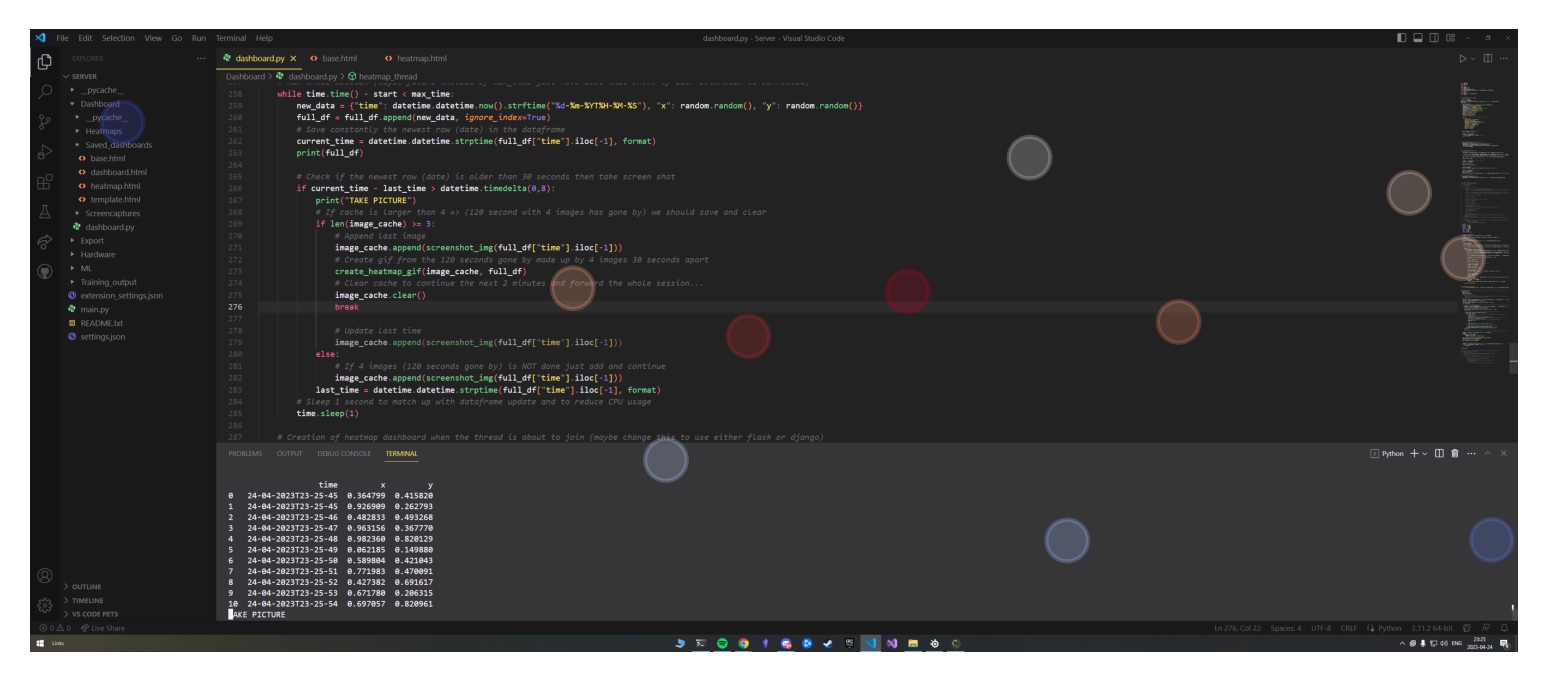 File Edit Selection View Go Run Terminal Help
dashboard.py - Server - Visual Studio Code
EXPLORER
SERVER
__pycache__
Dashboard
__pycache__
Heatmaps
Saved_dashboards
base.html
dashboard.html
heatmap.html
template.html
Screencaptures
dashboard.py
Export
Hardware
ML
Training_output
extension_settings.json
main.py
README.txt
settings.json
OUTLINE
TIMELINE
VS CODE PETS
dashboard.py base.html heatmap.html
Dashboard > dashboard.py > heatmap_thread
258 while time.time() - start < max_time:
259 new_data = {"time": datetime.datetime.now().strftime("%d-%m-%YT%H-%M-%S"), "x": random.random(), "y": random.random()}
260 full_df = full_df.append(new_data, ignore_index=True)
261 # Save constantly the newest row (date) in the dataframe
262 current_time = datetime.datetime.strptime(full_df["time"].iloc[-1], format)
263 print(full_df)
264
265 # Check if the newest row (date) is older than 30 seconds then take screen shot
266 if current_time - last_time > datetime.timedelta(0,8):
267 print("TAKE PICTURE")
268 # If cache is larger than 4 => (120 second with 4 images has gone by) we should save and clear
269 if len(image_cache) >= 3:
270 # Append Last image
271 image_cache.append(screenshot_img(full_df["time"].iloc[-1]))
272 # Create gif from the 120 seconds gone by made up by 4 images 30 seconds apart
273 create_heatmap_gif(image_cache, full_df)
274 # Clear cache to continue the next 2 minutes and forward the whole session...
275 image_cache.clear()
276 break
277
278 # Update Last time
279 image_cache.append(screenshot_img(full_df["time"].iloc[-1]))
280 else:
281 # If 4 images (120 seconds gone by) is NOT done just add and continue
282 image_cache.append(screenshot_img(full_df["time"].iloc[-1]))
283 last_time = datetime.datetime.strptime(full_df["time"].iloc[-1], format)
284 # Sleep 1 second to match up with dataframe update and to reduce CPU usage
285 time.sleep(1)
286
287 # Creation of heatmap dashboard when the thread is about to join (maybe change this to use either flask or django)
PROBLEMS OUTPUT DEBUG CONSOLE TERMINAL
Python
time x y
0 24-04-2023T23-25-45 0.364799 0.415820
1 24-04-2023T23-25-45 0.926909 0.262793
2 24-04-2023T23-25-46 0.482833 0.493268
3 24-04-2023T23-25-47 0.963156 0.367770
4 24-04-2023T23-25-48 0.982360 0.820129
5 24-04-2023T23-25-49 0.062185 0.149880
6 24-04-2023T23-25-50 0.589804 0.421043
7 24-04-2023T23-25-51 0.771983 0.470091
8 24-04-2023T23-25-52 0.427382 0.691617
9 24-04-2023T23-25-53 0.671780 0.206315
10 24-04-2023T23-25-54 0.697057 0.820961
AKE PICTURE
0 0 Live Share
Ln 276, Col 22 Spaces: 4 UTF-8 CRLF Python 3.11.2 64-bit
Links
ENG 23:25
2023-04-24